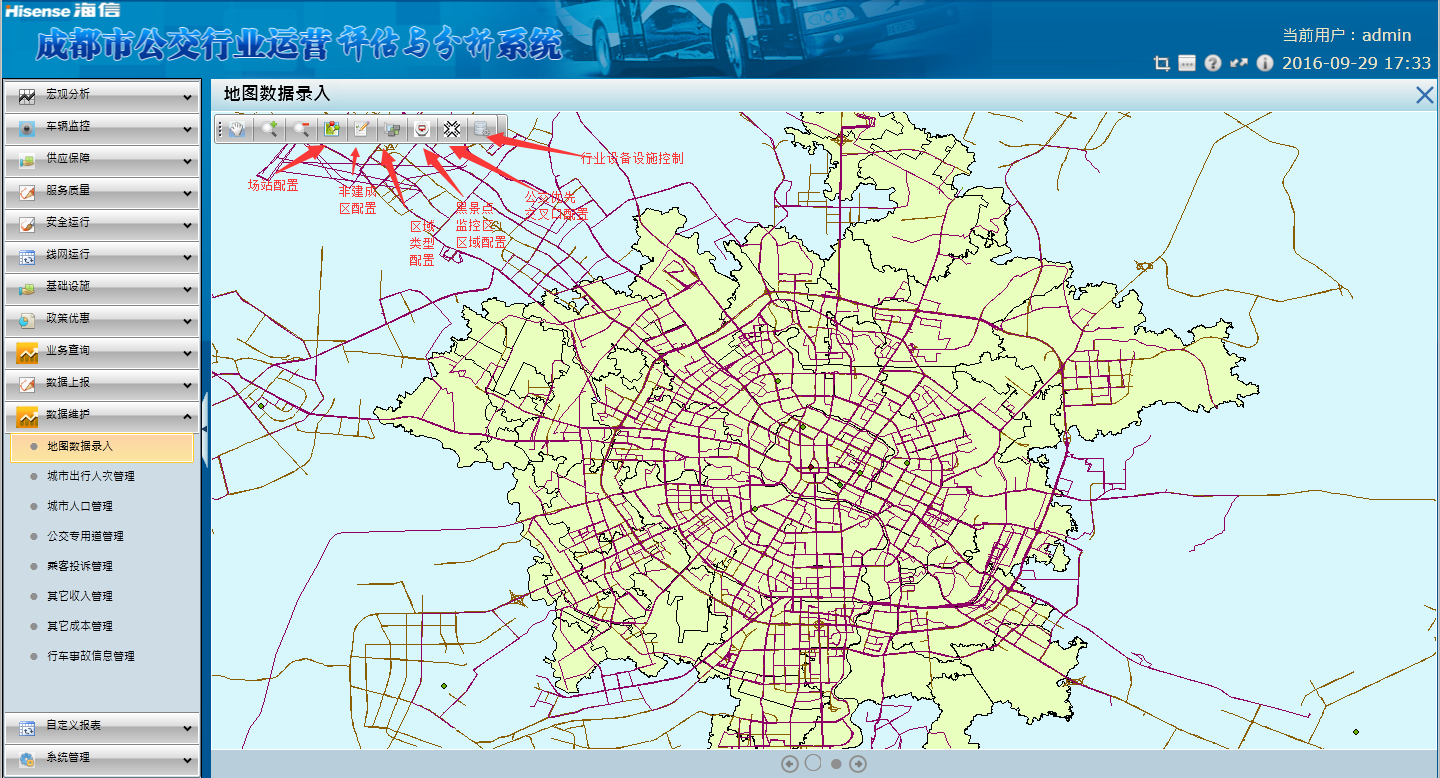 Hisense 海信
成都市公交行业运营评估与分析系统
当前用户：admin
2016-09-29 17:33
宏观分析
车辆监控
供应保障
服务质量
安全运行
线网运行
基础设施
政策优惠
业务查询
数据上报
数据维护
地图数据录入
城市出行人次管理
城市人口管理
公交专用道管理
乘客投诉管理
其它收入管理
其它成本管理
行车事故信息管理
自定义报表
系统管理
地图数据录入
场站配置
非建成
区配置
区域
类型
配置
黑景点
监控区
区域配置
公交优先
交叉口配置
行业设备设施控制